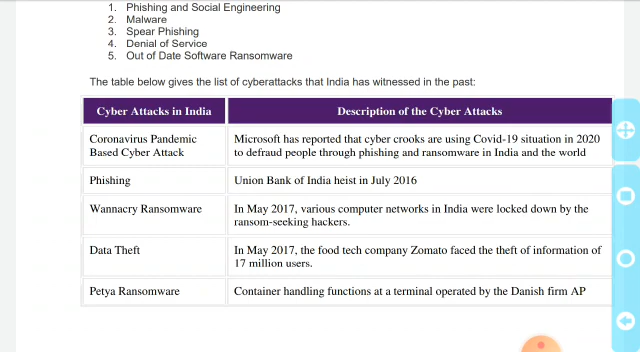 1. Phishing and Social Engineering
2. Malware
3. Spear Phishing
4. Denial of Service
5. Out of Date Software Ransomware
The table below gives the list of cyberattacks that India has witnessed in the past:
Cyber Attacks in India Description of the Cyber Attacks
Coronavirus Pandemic
Based Cyber Attack
Microsoft has reported that cyber crooks are using Covid-19 situation in 2020
to defraud people through phishing and ransomware in India and the world
Phishing
Union Bank of India heist in July 2016
Wannacry Ransomware
In May 2017, various computer networks in India were locked down by the
ransom-seeking hackers.
Data Theft
In May 2017, the food tech company Zomato faced the theft of information of
17 million users.
Petya Ransomware
Container handling functions at a terminal operated by the Danish firm AP